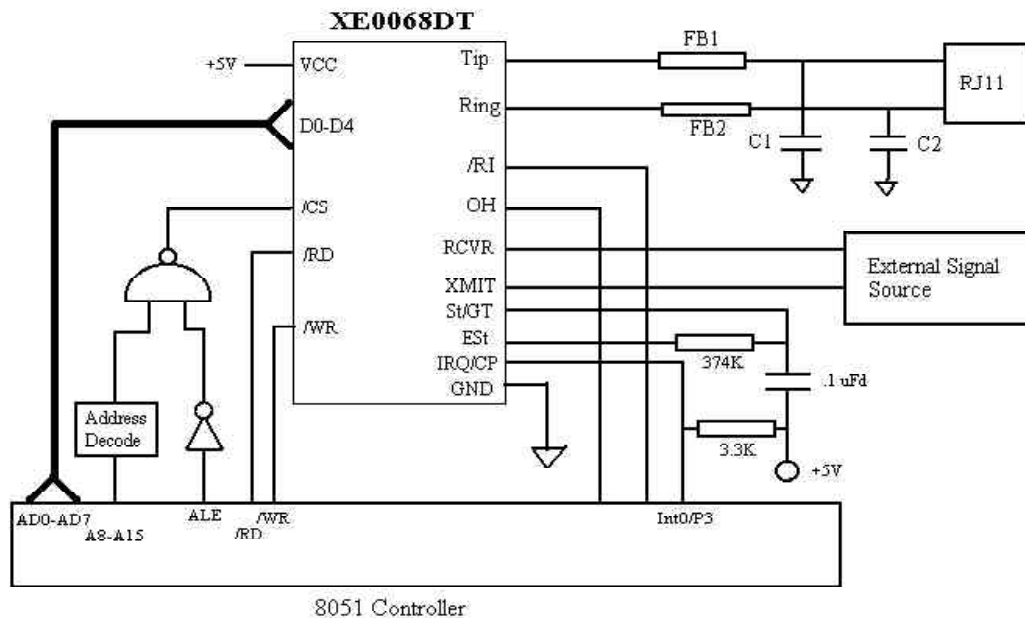 XE0068DT
+5V
VCC
D0-D4
/CS
/RD
/WR
Tip
Ring
/RI
OH
RCVR
XMIT
St/GT
ESt
IRQ/CP
GND
FB1
FB2
C1
C2
RJ11
External Signal
Source
374K
.1 uFd
3.3K
+5V
Address
Decode
AD0-AD7
A8-A15
ALE
/RD
/WR
Int0/P3
8051 Controller